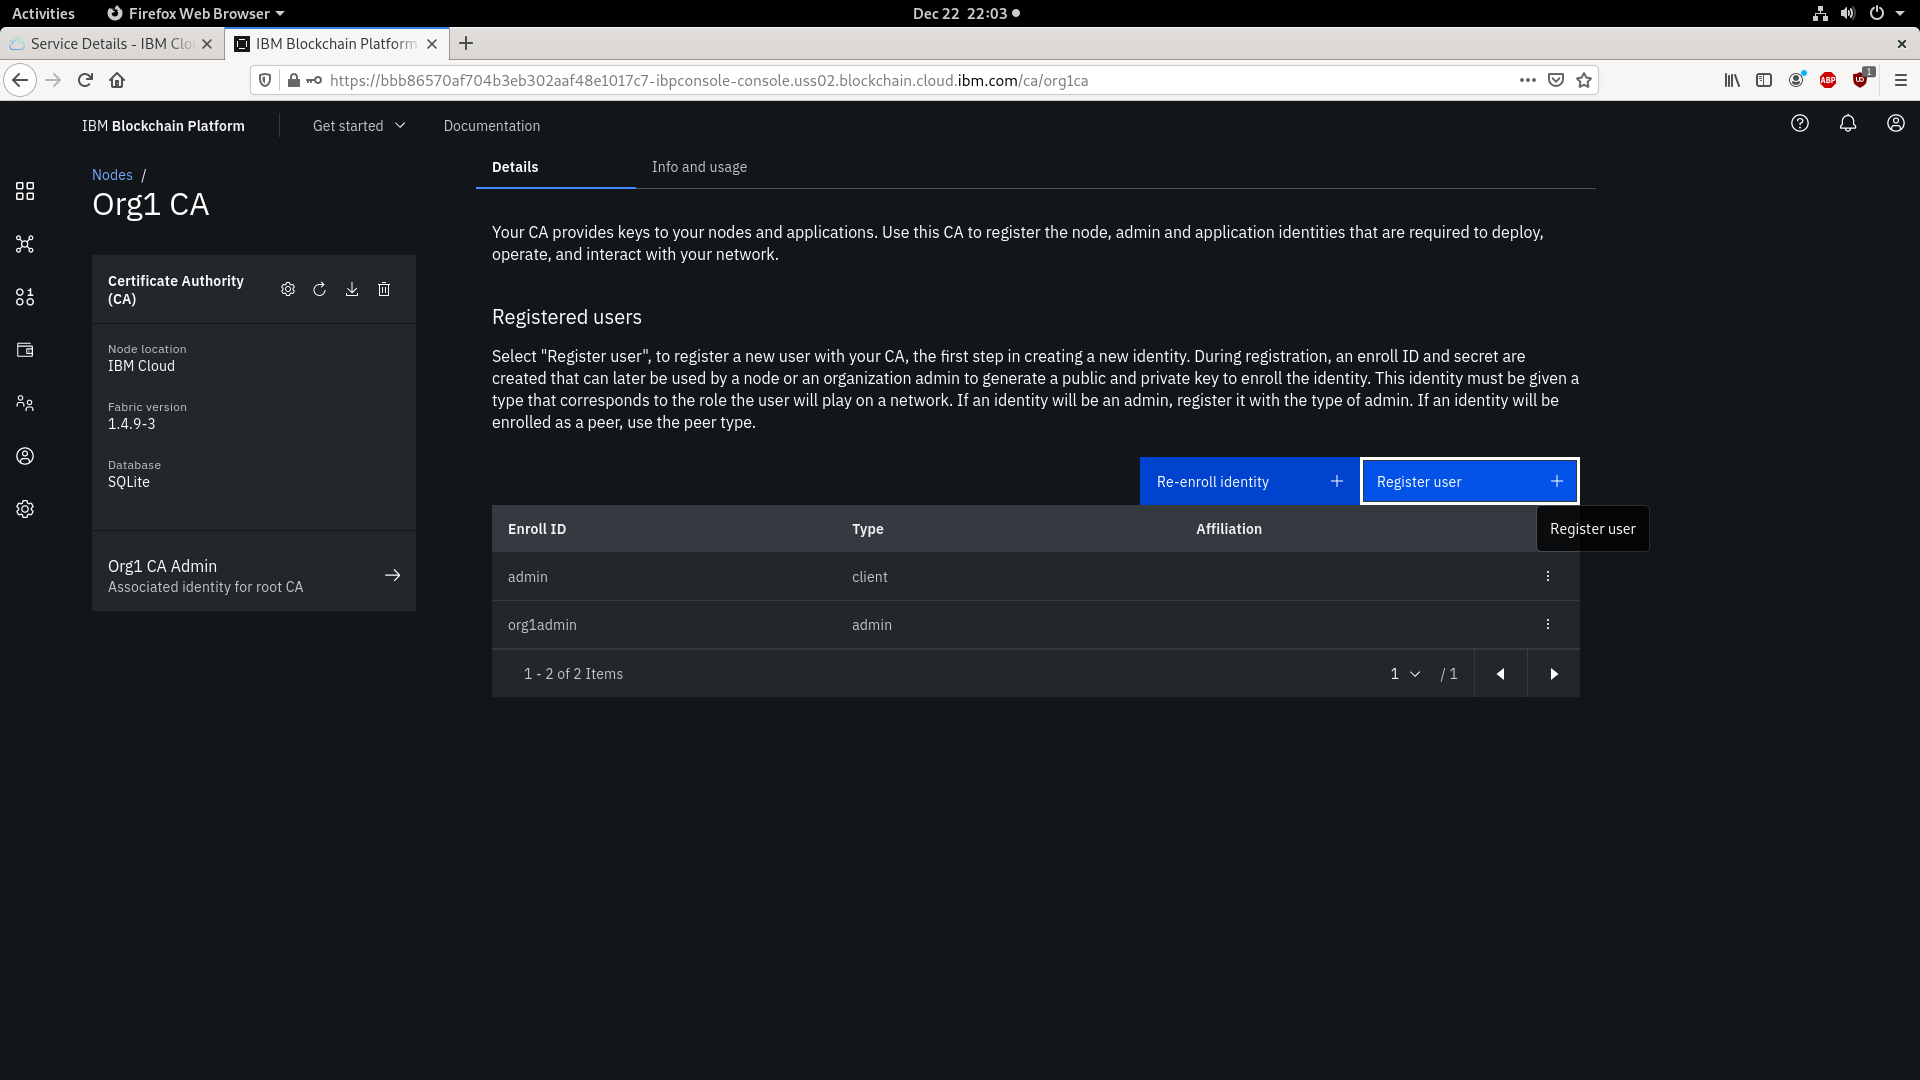 Activities
Firefox Web Browser
Dec 22 22:03
Service Details - IBM Clo
IBM Blockchain Platform
https://bbb86570af704b3eb302aaf48e1017c7-ibpconsole-console.uss02.blockchain.cloud.ibm.com/ca/org1ca
ABP
1
IBM Blockchain Platform
Get started
Documentation
Nodes /
Org1 CA
Certificate Authority
(CA)
Node location
IBM Cloud
Fabric version
1.4.9-3
Database
SQLite
Org1 CA Admin
Associated identity for root CA
Details
Info and usage
Your CA provides keys to your nodes and applications. Use this CA to register the node, admin and application identities that are required to deploy,
operate, and interact with your network.
Registered users
Select "Register user", to register a new user with your CA, the first step in creating a new identity. During registration, an enroll ID and secret are
created that can later be used by a node or an organization admin to generate a public and private key to enroll the identity. This identity must be given a
type that corresponds to the role the user will play on a network. If an identity will be an admin, register it with the type of admin. If an identity will be
enrolled as a peer, use the peer type.
Re-enroll identity
Register user
Enroll ID Type Affiliation
Register user
admin client
org1admin admin
1 - 2 of 2 Items
1 / 1